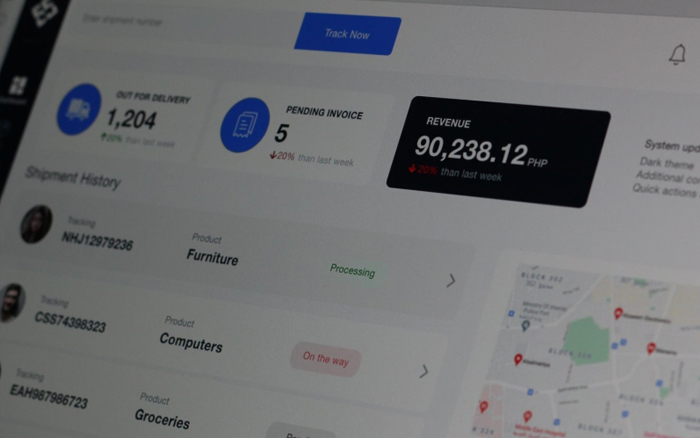 Enter shipment number
Track Now
OUT FOR DELIVERY
1,204
20% than last week
PENDING INVOICE
5
20% than last week
REVENUE
90,238.12 PHP
20% than last week
System upd
Dark theme
Additional co
Quick actions
Shipment History
Tracking
NHJ12979236
Product
Furniture
Processing
Tracking
CSS74398323
Product
Computers
On the way
Tracking
EAH987986723
Product
Groceries
BLOCK
BLOCK
BLOCK
BLOCK